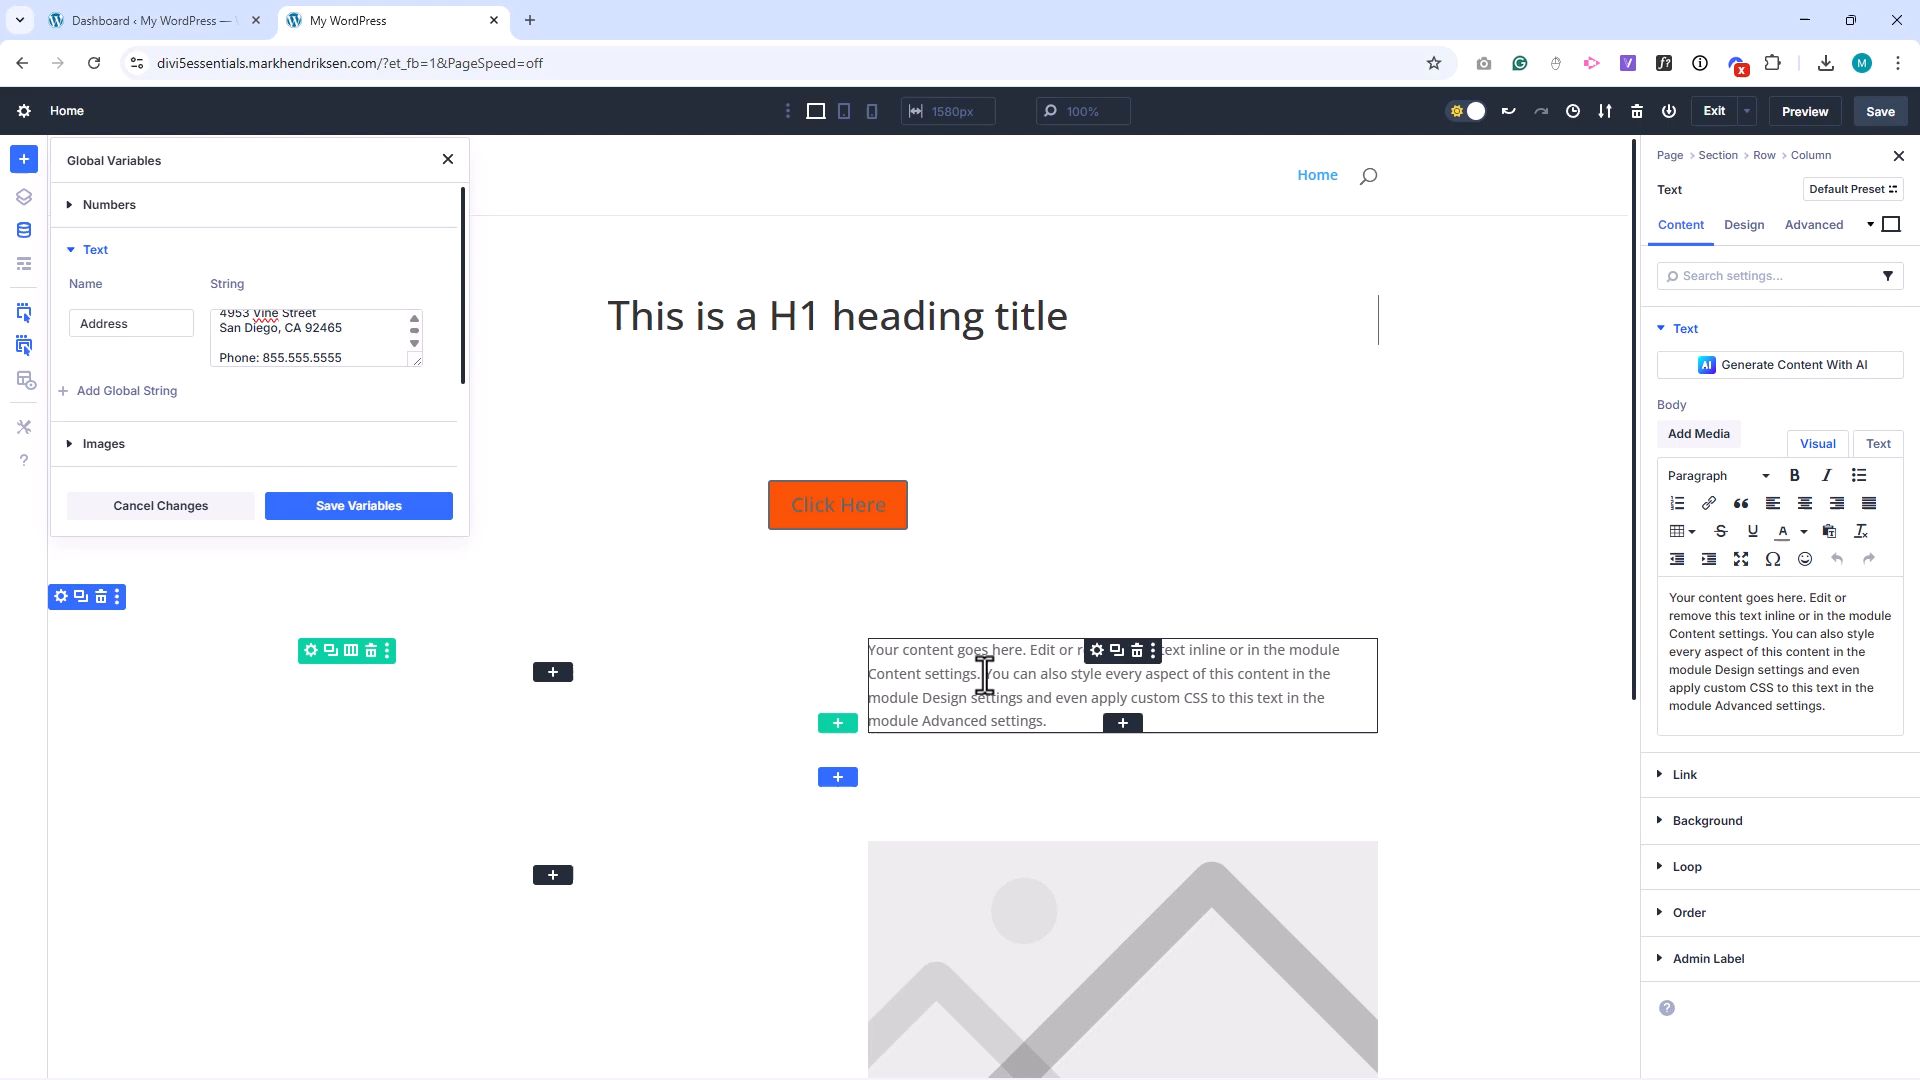 Dashboard ‹ My WordPress —
My WordPress
divi5essentials.markhendriksen.com/?et_fb=1&PageSpeed=off
M
Home
1580px
100%
Exit
Preview
Save
Global Variables
Numbers
Text
Name
String
Address
4953 Vine Street
San Diego, CA 92465
Phone: 855.555.5555
Add Global String
Images
Cancel Changes
Save Variables
Home
This is a H1 heading title
Click Here
Your content goes here. Edit or r text inline or in the module
Content settings. You can also style every aspect of this content in the
module Design settings and even apply custom CSS to this text in the
module Advanced settings.
Page > Section > Row > Column
Text
Default Preset
Content
Design
Advanced
Search settings...
Text
AI Generate Content With AI
Body
Add Media
Visual
Text
Paragraph
B
I
S
U
A
Your content goes here. Edit or
remove this text inline or in the module
Content settings. You can also style
every aspect of this content in the
module Design settings and even
apply custom CSS to this text in the
module Advanced settings.
Link
Background
Loop
Order
Admin Label